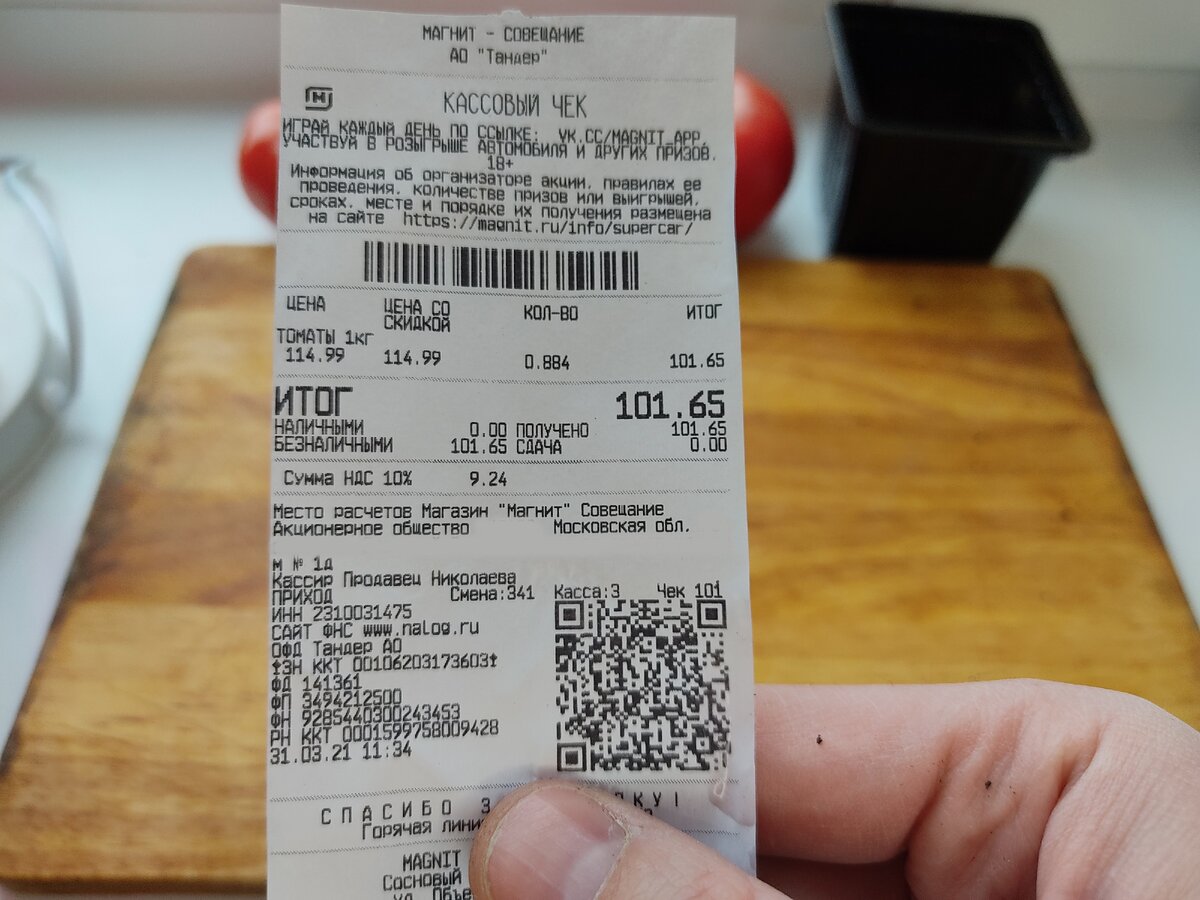 МАГНИТ - СОВЕЩАНИЕ
АО "Тандер"
КАССОВЫЙ ЧЕК
ИГРАЙ КАЖДЫЙ ДЕНЬ ПО ССЫЛКЕ: VK.CC/MAGNIT_APP,
УЧАСТВУЙ В РОЗЫГРЫШЕ АВТОМОБИЛЯ И ДРУГИХ ПРИЗОВ.
18+
Информация об организаторе акции, правилах ее
проведения, количестве призов или выигрышей,
сроках, месте и порядке их получения размещена
на сайте https://magnit.ru/info/supercar/
ЦЕНА ЦЕНА СО СКИДКОЙ КОЛ-ВО ИТОГ
ТОМАТЫ 1кг
114.99 114.99 0.884 101.65
ИТОГ 101.65
НАЛИЧНЫМИ 0.00 ПОЛУЧЕНО 101.65
БЕЗНАЛИЧНЫМИ 101.65 СДАЧА 0.00
Сумма НДС 10% 9.24
Место расчетов Магазин "Магнит" Совещание
Акционерное общество Московская обл.
м № 1д
Кассир Продавец Николаева
ПРИХОД Смена:341 Касса:3 Чек 101
ИНН 2310031475
САЙТ ФНС www.nalog.ru
ОФД Тандер АО
ЗН ККТ 00106203173603
ФД 141361
ФП 3494212500
ФН 9285440300243453
РН ККТ 0001599758009428
31.03.21 11:34
СПАСИБО
Горячая
MAGNIT
Сосновый